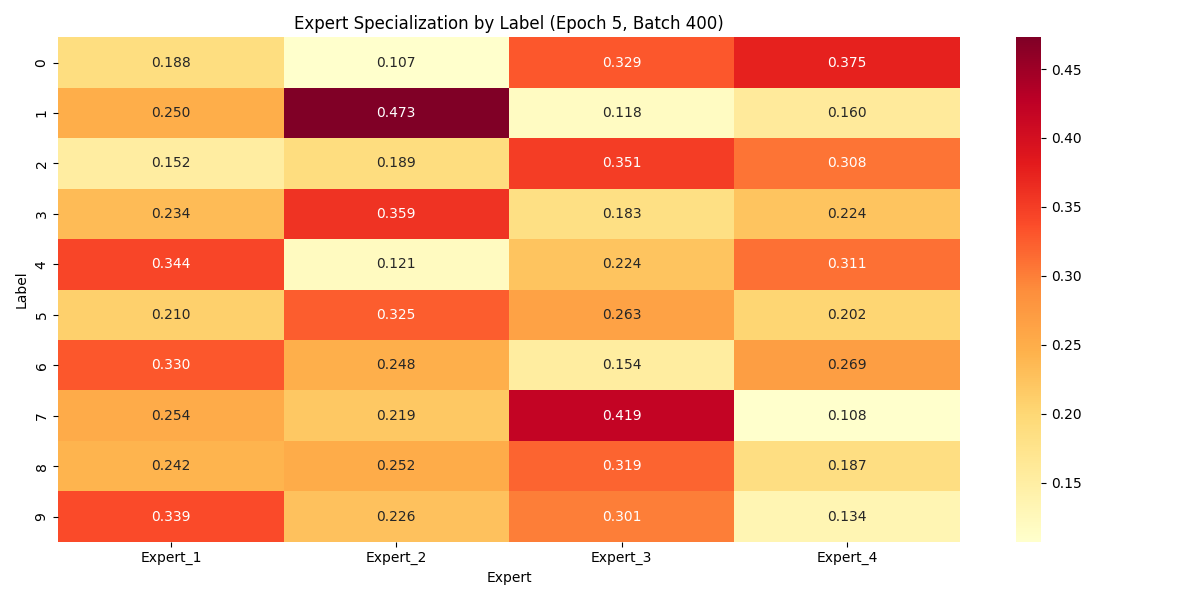 Expert Specialization by Label (Epoch 5, Batch 400)
Label
0 0.188 0.107 0.329 0.375
1 0.250 0.473 0.118 0.160
2 0.152 0.189 0.351 0.308
3 0.234 0.359 0.183 0.224
4 0.344 0.121 0.224 0.311
5 0.210 0.325 0.263 0.202
6 0.330 0.248 0.154 0.269
7 0.254 0.219 0.419 0.108
8 0.242 0.252 0.319 0.187
9 0.339 0.226 0.301 0.134
Expert_1 Expert_2 Expert_3 Expert_4
Expert
0.45
0.40
0.35
0.30
0.25
0.20
0.15